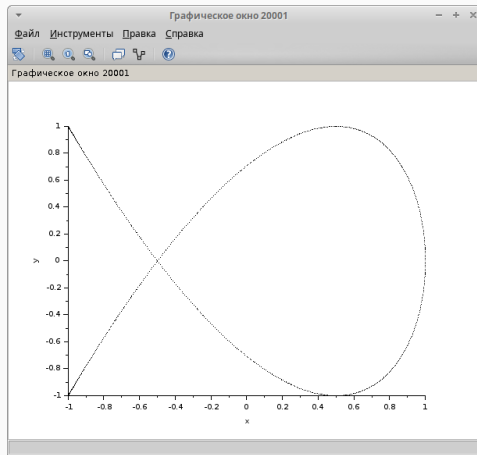 Графическое окно 20001
Файл Инструменты Правка Справка
Графическое окно 20001
1
0.8
0.6
0.4
0.2
0
-0.2
-0.4
-0.6
-0.8
-1
y
-1 -0.8 -0.6 -0.4 -0.2 0 0.2 0.4 0.6 0.8 1
x